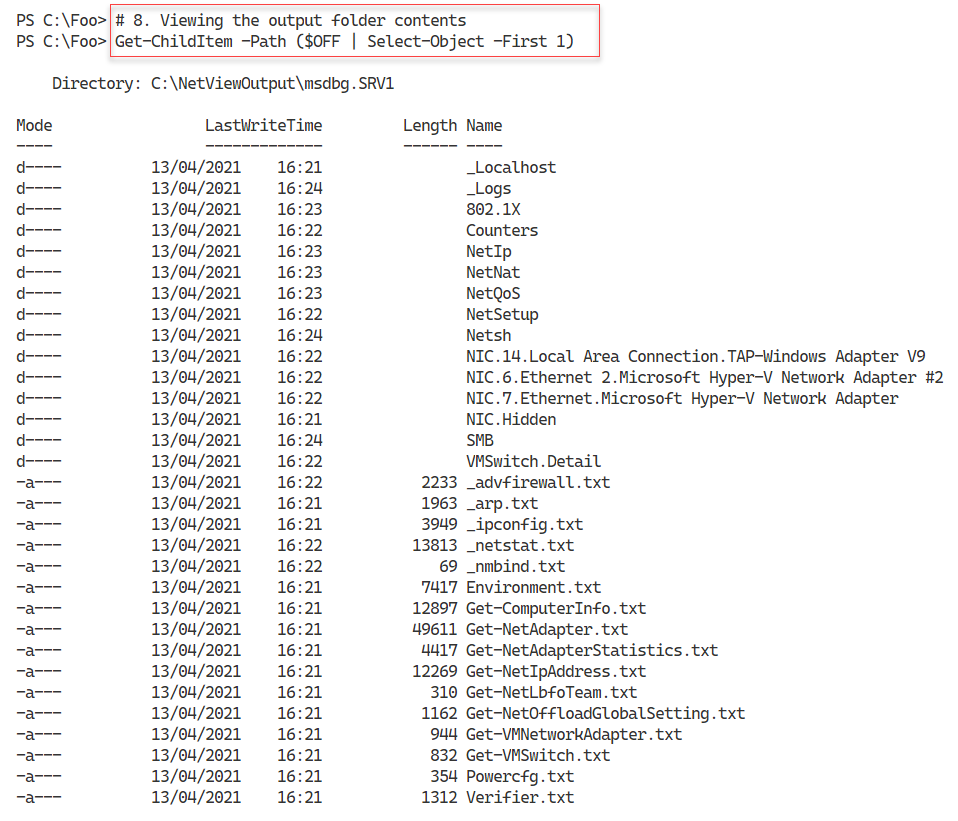 PS C:\Foo> # 8. Viewing the output folder contents
PS C:\Foo> Get-ChildItem -Path ($OFF | Select-Object -First 1)
Directory: C:\NetViewOutput\msdbg.SRV1
Mode LastWriteTime Length Name
---- ------------- ------ ----
d---- 13/04/2021 16:21 _Localhost
d---- 13/04/2021 16:24 _Logs
d---- 13/04/2021 16:23 802.1X
d---- 13/04/2021 16:22 Counters
d---- 13/04/2021 16:23 NetIp
d---- 13/04/2021 16:23 NetNat
d---- 13/04/2021 16:23 NetQoS
d---- 13/04/2021 16:22 NetSetup
d---- 13/04/2021 16:24 Netsh
d---- 13/04/2021 16:22 NIC.14.Local Area Connection.TAP-Windows Adapter V9
d---- 13/04/2021 16:22 NIC.6.Ethernet 2.Microsoft Hyper-V Network Adapter #2
d---- 13/04/2021 16:22 NIC.7.Ethernet.Microsoft Hyper-V Network Adapter
d---- 13/04/2021 16:21 NIC.Hidden
d---- 13/04/2021 16:24 SMB
d---- 13/04/2021 16:22 VMSwitch.Detail
-a--- 13/04/2021 16:22 2233 _advfirewall.txt
-a--- 13/04/2021 16:21 1963 _arp.txt
-a--- 13/04/2021 16:21 3949 _ipconfig.txt
-a--- 13/04/2021 16:22 13813 _netstat.txt
-a--- 13/04/2021 16:22 69 _nmbind.txt
-a--- 13/04/2021 16:21 7417 Environment.txt
-a--- 13/04/2021 16:21 12897 Get-ComputerInfo.txt
-a--- 13/04/2021 16:21 49611 Get-NetAdapter.txt
-a--- 13/04/2021 16:21 4417 Get-NetAdapterStatistics.txt
-a--- 13/04/2021 16:21 12269 Get-NetIpAddress.txt
-a--- 13/04/2021 16:21 310 Get-NetLbfoTeam.txt
-a--- 13/04/2021 16:21 1162 Get-NetOffloadGlobalSetting.txt
-a--- 13/04/2021 16:21 944 Get-VMNetworkAdapter.txt
-a--- 13/04/2021 16:21 832 Get-VMSwitch.txt
-a--- 13/04/2021 16:21 354 Powercfg.txt
-a--- 13/04/2021 16:21 1312 Verifier.txt